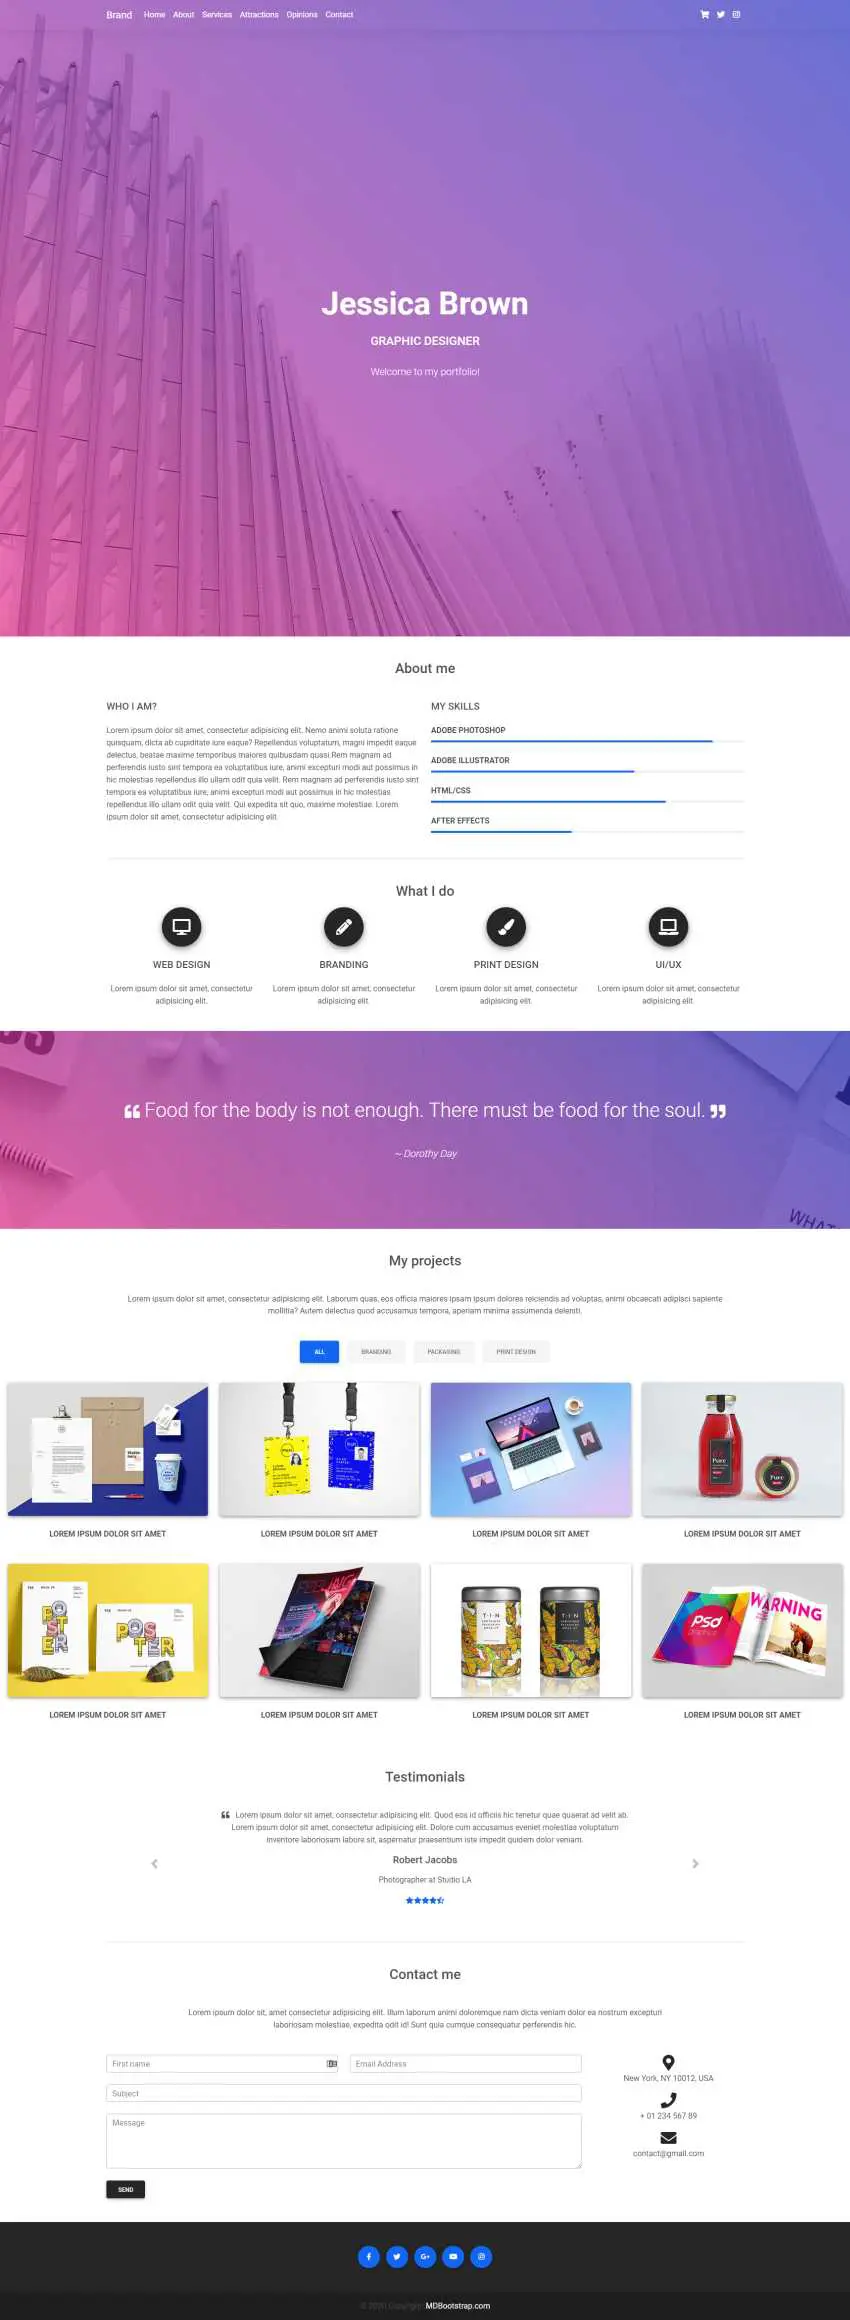 Brand Home About Services Attractions Opinions Contact
Jessica Brown
GRAPHIC DESIGNER
Welcome to my portfolio!
About me
WHO I AM?
Lorem ipsum dolor sit amet, consectetur adipisicing elit. Nemo animi soluta ratione
quisquam, dicta ab cupiditate iure eaque? Repellendus voluptatum, magni impedit eaque
delectus, beatae maxime temporibus maiores quibusdam quasi.Rem magnam ad
perferendis iusto sint tempora ea voluptatibus iure, animi excepturi modi aut possimus in
hic molestias repellendus illo ullam odit quia velit. Rem magnam ad perferendis iusto sint
tempora ea voluptatibus iure, animi excepturi modi aut possimus in hic molestias
repellendus illo ullam odit quia velit. Qui expedita sit quo, maxime molestiae. Lorem
ipsum dolor sit amet, consectetur adipisicing elit.
MY SKILLS
ADOBE PHOTOSHOP
ADOBE ILLUSTRATOR
HTML/CSS
AFTER EFFECTS
What I do
WEB DESIGN
Lorem ipsum dolor sit amet, consectetur
adipisicing elit.
BRANDING
Lorem ipsum dolor sit amet, consectetur
adipisicing elit.
PRINT DESIGN
Lorem ipsum dolor sit amet, consectetur
adipisicing elit.
UI/UX
Lorem ipsum dolor sit amet, consectetur
adipisicing elit.
“ Food for the body is not enough. There must be food for the soul. ”
~ Dorothy Day
WHAT
My projects
Lorem ipsum dolor sit amet, consectetur adipisicing elit. Laborum quas, eos officia maiores ipsam ipsum dolores reiciendis ad voluptas, animi obcaecati adipisci sapiente
mollitia? Autem delectus quod accusamus tempora, aperiam minima assumenda deleniti.
ALL BRANDING PACKAGING PRINT DESIGN
Pure
Pure
LOREM IPSUM DOLOR SIT AMET
LOREM IPSUM DOLOR SIT AMET
LOREM IPSUM DOLOR SIT AMET
LOREM IPSUM DOLOR SIT AMET
POSTER
POSTER
T·I·N
T·I·N
psd
WARNING
LOREM IPSUM DOLOR SIT AMET
LOREM IPSUM DOLOR SIT AMET
LOREM IPSUM DOLOR SIT AMET
LOREM IPSUM DOLOR SIT AMET
Testimonials
“ Lorem ipsum dolor sit amet, consectetur adipisicing elit. Quod eos id officiis hic tenetur quae quaerat ad velit ab.
Lorem ipsum dolor sit amet, consectetur adipisicing elit. Dolore cum accusamus eveniet molestias voluptatum
inventore laboriosam labore sit, aspernatur praesentium iste impedit quidem dolor veniam.
Robert Jacobs
Photographer at Studio LA
Contact me
Lorem ipsum dolor sit, amet consectetur adipisicing elit. Illum laborum animi doloremque nam dicta veniam dolor ea nostrum excepturi
laboriosam molestiae, expedita odit id! Sunt quia cumque consequatur perferendis hic.
First name
Email Address
Subject
Message
SEND
New York, NY 10012, USA
+ 01 234 567 89
contact@gmail.com
© 2020 Copyright: MDBootstrap.com